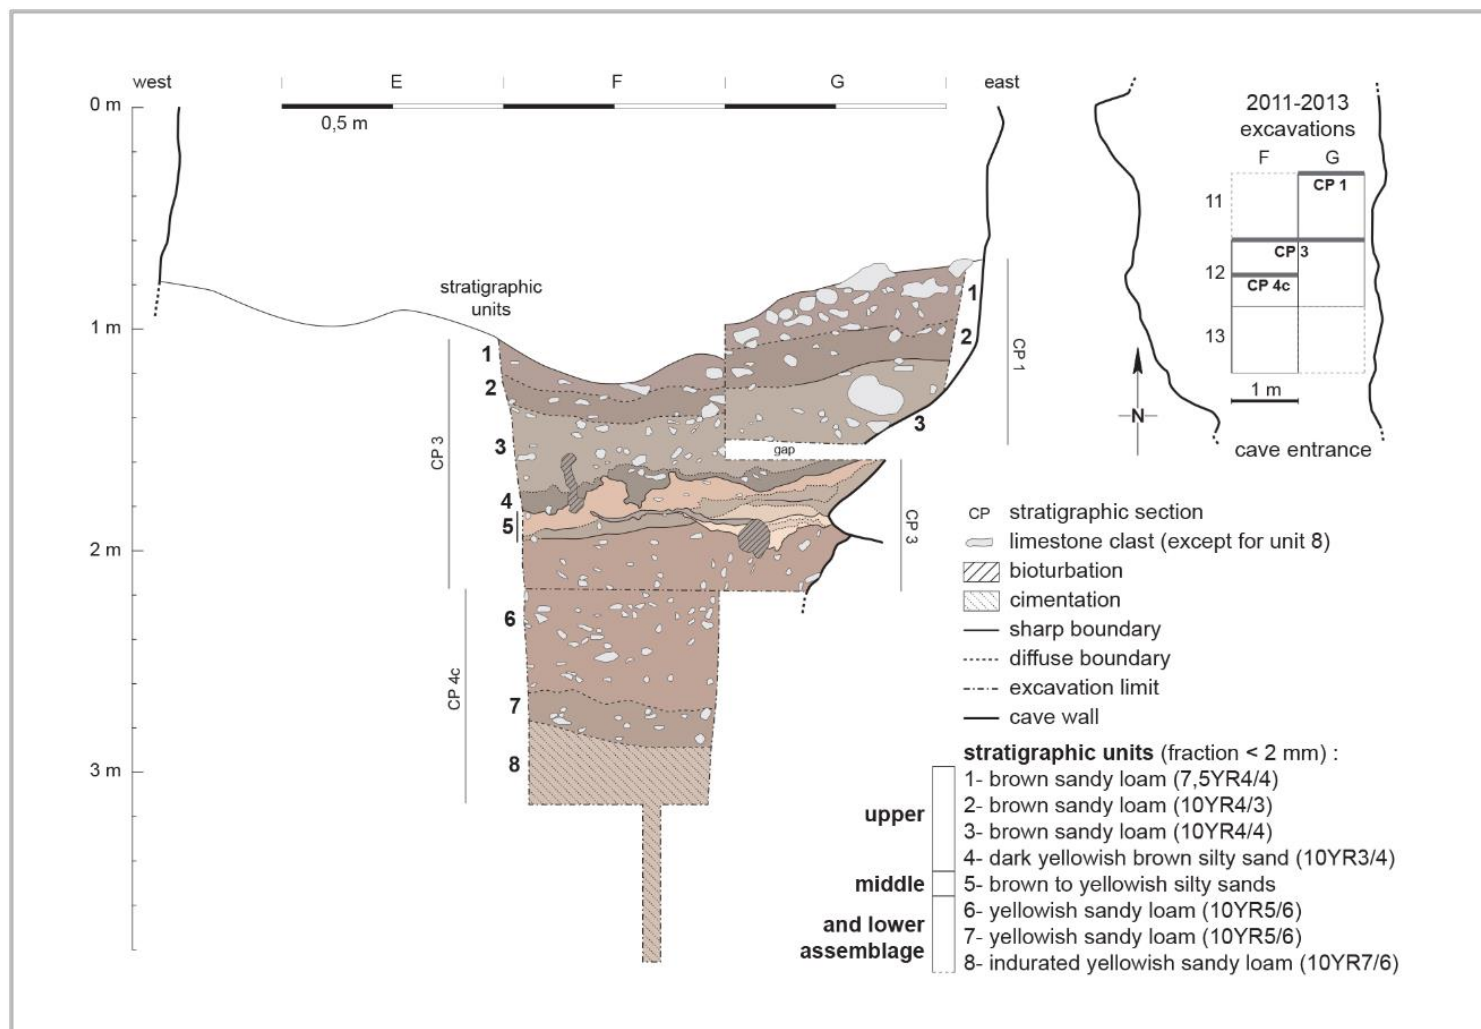 west
E
F
G
east
0 m
0,5 m
1 m
2 m
3 m
stratigraphic
units
1
2
3
4
5
6
7
8
CP 3
CP 4c
1
2
3
gap
CP 1
CP 3
2011-2013
excavations
F
G
CP 1
11
CP 3
12
CP 4c
13
1 m
N
cave entrance
CP stratigraphic section
limestone clast (except for unit 8)
bioturbation
cimentation
sharp boundary
diffuse boundary
excavation limit
cave wall
stratigraphic units (fraction < 2 mm) :
upper
1- brown sandy loam (7,5YR4/4)
2- brown sandy loam (10YR4/3)
3- brown sandy loam (10YR4/4)
4- dark yellowish brown silty sand (10YR3/4)
middle
5- brown to yellowish silty sands
and lower
assemblage
6- yellowish sandy loam (10YR5/6)
7- yellowish sandy loam (10YR5/6)
8- indurated yellowish sandy loam (10YR7/6)